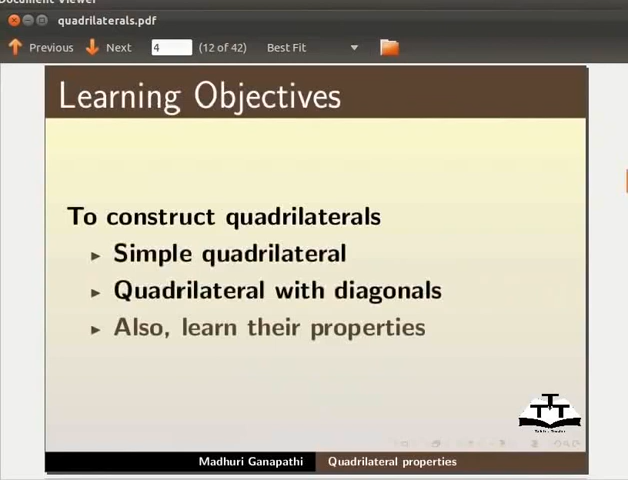 Document Viewer
quadrilaterals.pdf
Previous Next 4 (12 of 42) Best Fit
Learning Objectives
To construct quadrilaterals
Simple quadrilateral
Quadrilateral with diagonals
Also, learn their properties
TTT
Madhuri Ganapathi Quadrilateral properties